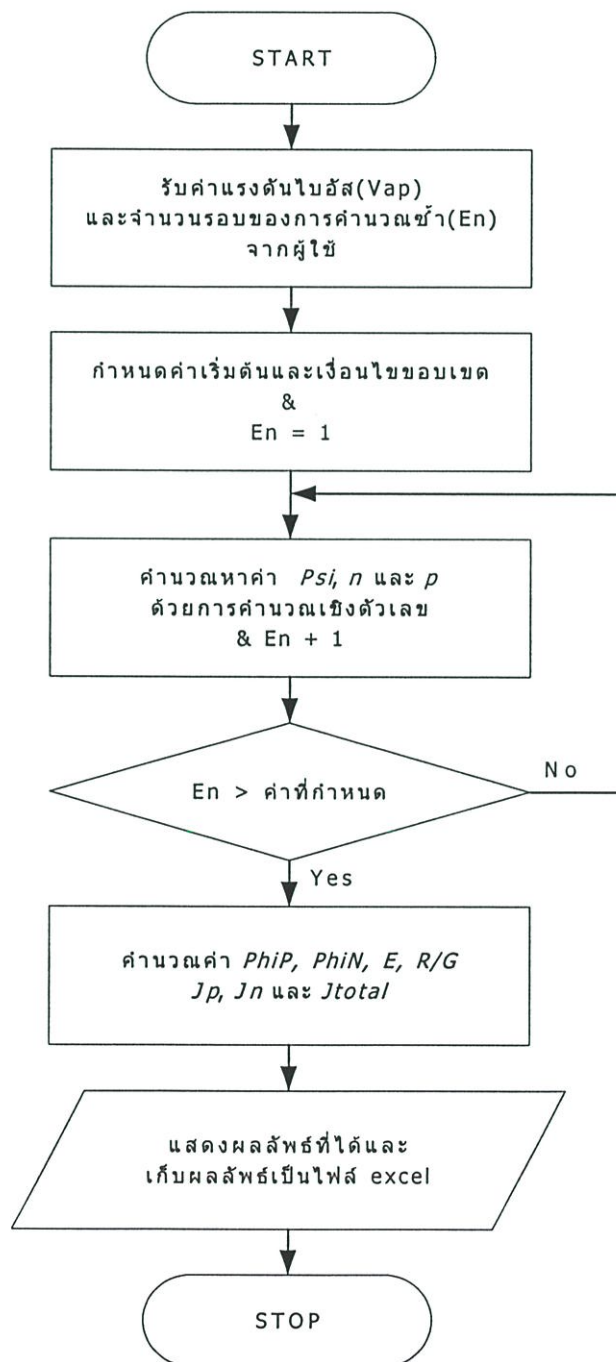 START
รับค่าแรงดันไบอัส(Vap)
และจำนวนรอบของการคำนวณซ้ำ(En)
จากผู้ใช้
กำหนดค่าเริ่มต้นและเงื่อนไขขอบเขต
&
En = 1
คำนวณหาค่า Psi, n และ p
ด้วยการคำนวณเชิงตัวเลข
& En + 1
En > ค่าที่กำหนด
No
Yes
คำนวณค่า PhiP, PhiN, E, R/G
Jp, Jn และ Jtotal
แสดงผลลัพธ์ที่ได้และ
เก็บผลลัพธ์เป็นไฟล์ excel
STOP